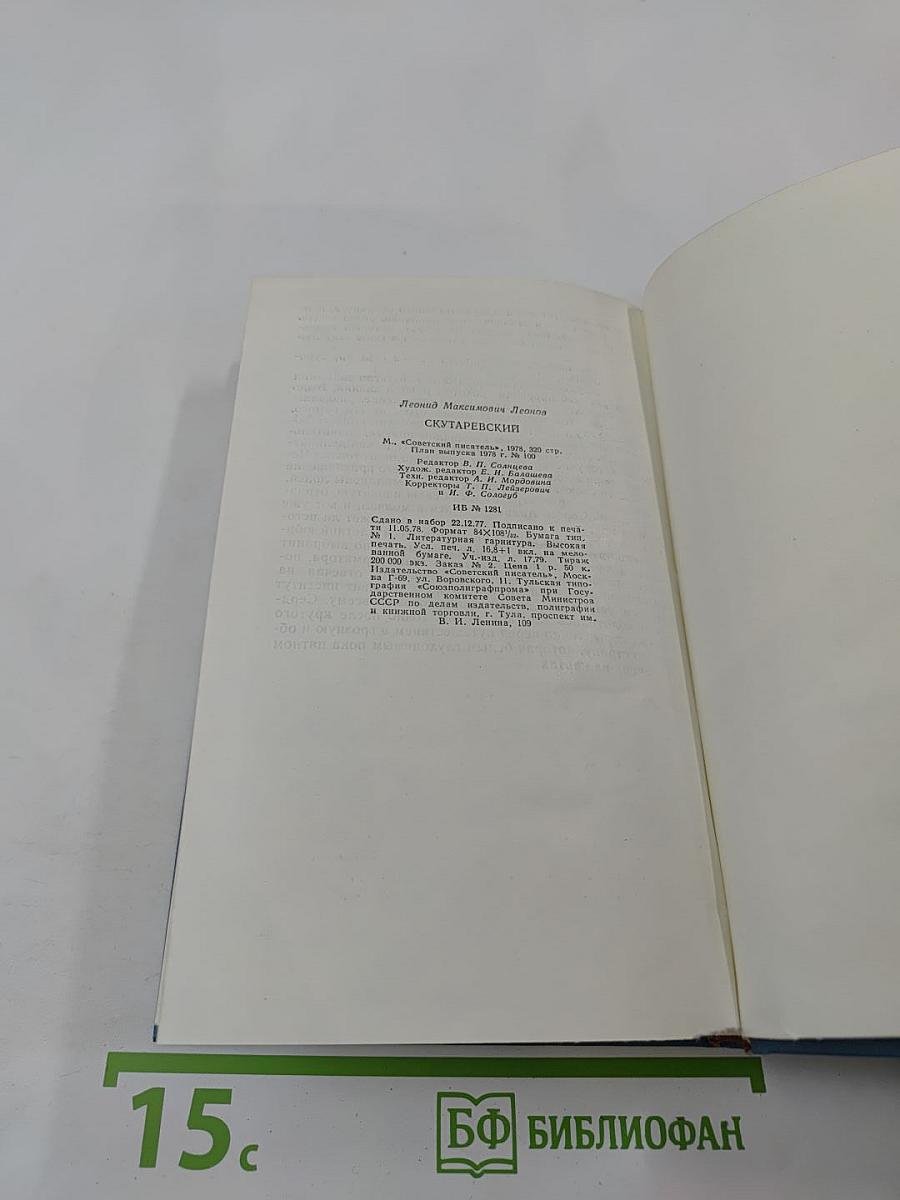 Леонид Максимович Леонов
СКУТАРЕВСКИЙ
М., «Советский писатель», 1978, 320 стр.
План выпуска 1978 г. № 100
Редактор В. П. Солнцева
Худож. редактор Е. И. Балашева
Техн. редактор А. И. Мордовина
Корректоры Т. П. Лейзерович
и И. Ф. Сологуб
ИБ № 1281
Сдано в набор 22.12.77. Подписано к печа-
ти 11.05.78. Формат 84×108¹/₃₂. Бумага тип.
№ 1. Литературная гарнитура. Высокая
печать. Усл. печ. л. 16,8+1 вкл. на мело-
ванной бумаге. Уч.-изд. л. 17,79. Тираж
200 000 экз. Заказ № 2. Цена 1 р. 50 к.
Издательство «Советский писатель», Моск-
ва Г-69, ул. Воровского, 11. Тульская типо-
графия «Союзполиграфпрома» при Госу-
дарственном комитете Совета Министров
СССР по делам издательств, полиграфии
и книжной торговли, г. Тула, проспект им.
В. И. Ленина, 109
15 с
БФ БИБЛИОФАН